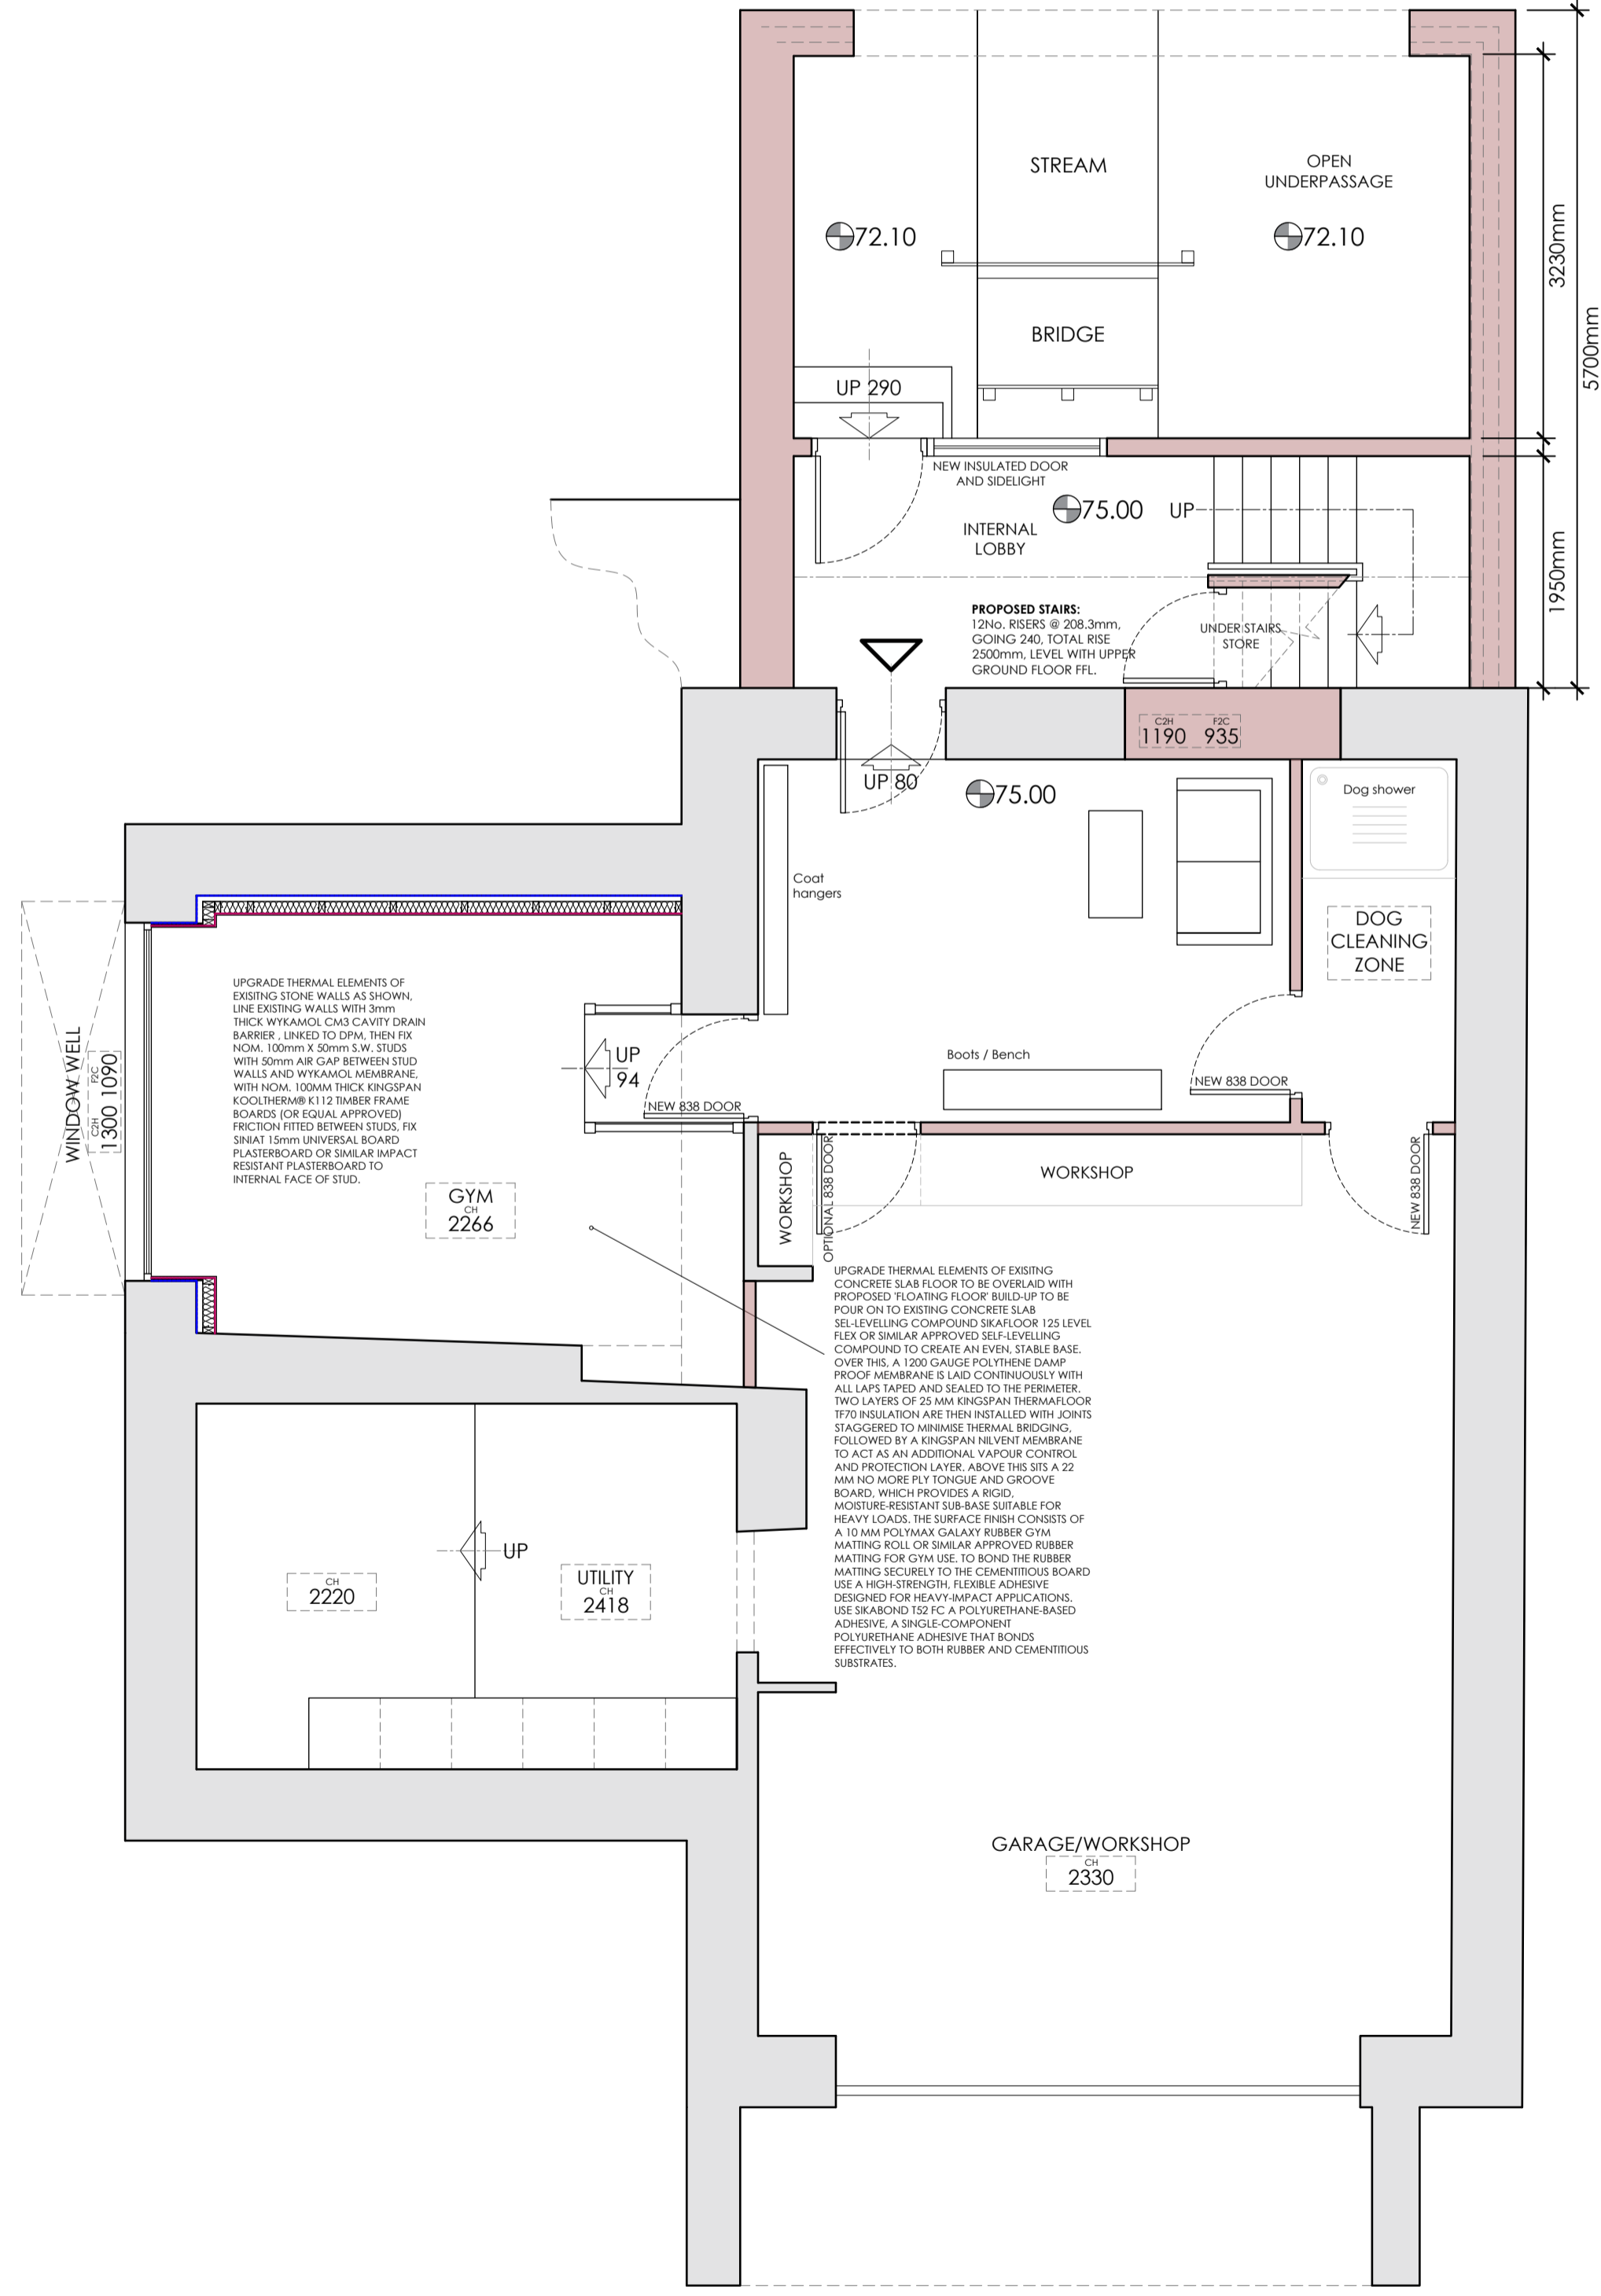 STREAM
OPEN
UNDERPASSAGE
72.10
72.10
3230mm
5700mm
BRIDGE
UP 290
NEW INSULATED DOOR
AND SIDELIGHT
75.00
UP
INTERNAL
LOBBY
1950mm
PROPOSED STAIRS:
12No. RISERS @ 208.3mm,
GOING 240, TOTAL RISE
2500mm, LEVEL WITH UPPER
GROUND FLOOR FFL.
UNDER STAIRS
STORE
C2H F2C
1190 935
UP 80
75.00
Dog shower
Coat
hangers
DOG
CLEANING
ZONE
UPGRADE THERMAL ELEMENTS OF
EXISITNG STONE WALLS AS SHOWN,
LINE EXISTING WALLS WITH 3mm
THICK WYKAMOL CM3 CAVITY DRAIN
BARRIER , LINKED TO DPM, THEN FIX
NOM. 100mm X 50mm S.W. STUDS
WITH 50mm AIR GAP BETWEEN STUD
WALLS AND WYKAMOL MEMBRANE,
WITH NOM. 100MM THICK KINGSPAN
KOOLTHERM® K112 TIMBER FRAME
BOARDS (OR EQUAL APPROVED)
FRICTION FITTED BETWEEN STUDS, FIX
SINIAT 15mm UNIVERSAL BOARD
PLASTERBOARD OR SIMILAR IMPACT
RESISTANT PLASTERBOARD TO
INTERNAL FACE OF STUD.
WINDOW WELL
C2H F2C
1300 1090
UP
94
NEW 838 DOOR
Boots / Bench
NEW 838 DOOR
GYM
CH
2266
WORKSHOP
OPTIONAL 838 DOOR
WORKSHOP
NEW 838 DOOR
UPGRADE THERMAL ELEMENTS OF EXISITNG
CONCRETE SLAB FLOOR TO BE OVERLAID WITH
PROPOSED 'FLOATING FLOOR' BUILD-UP TO BE
POUR ON TO EXISTING CONCRETE SLAB
SEL-LEVELLING COMPOUND SIKAFLOOR 125 LEVEL
FLEX OR SIMILAR APPROVED SELF-LEVELLING
COMPOUND TO CREATE AN EVEN, STABLE BASE.
OVER THIS, A 1200 GAUGE POLYTHENE DAMP
PROOF MEMBRANE IS LAID CONTINUOUSLY WITH
ALL LAPS TAPED AND SEALED TO THE PERIMETER.
TWO LAYERS OF 25 MM KINGSPAN THERMAFLOOR
TF70 INSULATION ARE THEN INSTALLED WITH JOINTS
STAGGERED TO MINIMISE THERMAL BRIDGING,
FOLLOWED BY A KINGSPAN NILVENT MEMBRANE
TO ACT AS AN ADDITIONAL VAPOUR CONTROL
AND PROTECTION LAYER. ABOVE THIS SITS A 22
MM NO MORE PLY TONGUE AND GROOVE
BOARD, WHICH PROVIDES A RIGID,
MOISTURE-RESISTANT SUB-BASE SUITABLE FOR
HEAVY LOADS. THE SURFACE FINISH CONSISTS OF
A 10 MM POLYMAX GALAXY RUBBER GYM
MATTING ROLL OR SIMILAR APPROVED RUBBER
MATTING FOR GYM USE. TO BOND THE RUBBER
MATTING SECURELY TO THE CEMENTITIOUS BOARD
USE A HIGH-STRENGTH, FLEXIBLE ADHESIVE
DESIGNED FOR HEAVY-IMPACT APPLICATIONS.
USE SIKABOND T52 FC A POLYURETHANE-BASED
ADHESIVE, A SINGLE-COMPONENT
POLYURETHANE ADHESIVE THAT BONDS
EFFECTIVELY TO BOTH RUBBER AND CEMENTITIOUS
SUBSTRATES.
UP
CH
2220
UTILITY
CH
2418
GARAGE/WORKSHOP
CH
2330